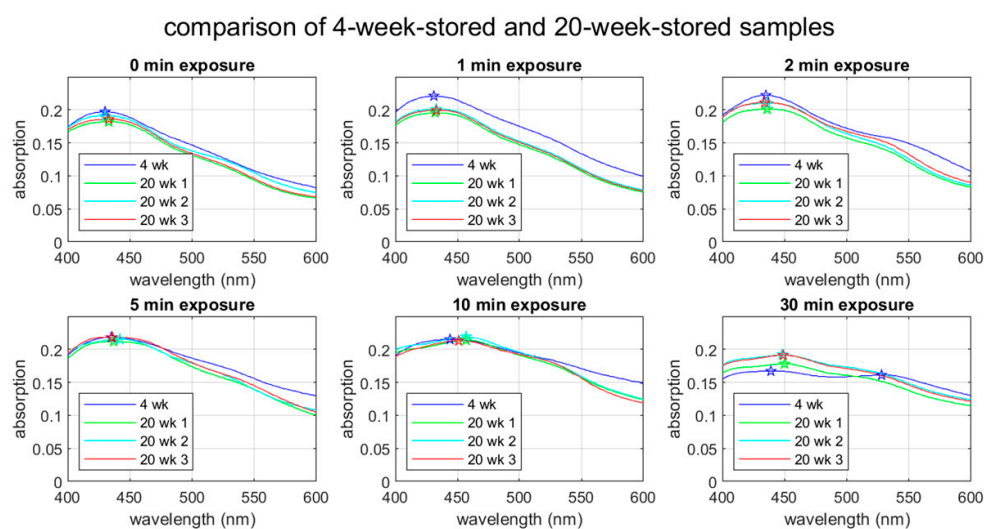 comparison of 4-week-stored and 20-week-stored samples
0 min exposure
absorption
0.2
0.15
0.1
0.05
0
4 wk
20 wk 1
20 wk 2
20 wk 3
400 450 500 550 600
wavelength (nm)
1 min exposure
absorption
0.2
0.15
0.1
0.05
0
4 wk
20 wk 1
20 wk 2
20 wk 3
400 450 500 550 600
wavelength (nm)
2 min exposure
absorption
0.2
0.15
0.1
0.05
0
4 wk
20 wk 1
20 wk 2
20 wk 3
400 450 500 550 600
wavelength (nm)
5 min exposure
absorption
0.2
0.15
0.1
0.05
0
4 wk
20 wk 1
20 wk 2
20 wk 3
400 450 500 550 600
wavelength (nm)
10 min exposure
absorption
0.2
0.15
0.1
0.05
0
4 wk
20 wk 1
20 wk 2
20 wk 3
400 450 500 550 600
wavelength (nm)
30 min exposure
absorption
0.2
0.15
0.1
0.05
0
4 wk
20 wk 1
20 wk 2
20 wk 3
400 450 500 550 600
wavelength (nm)